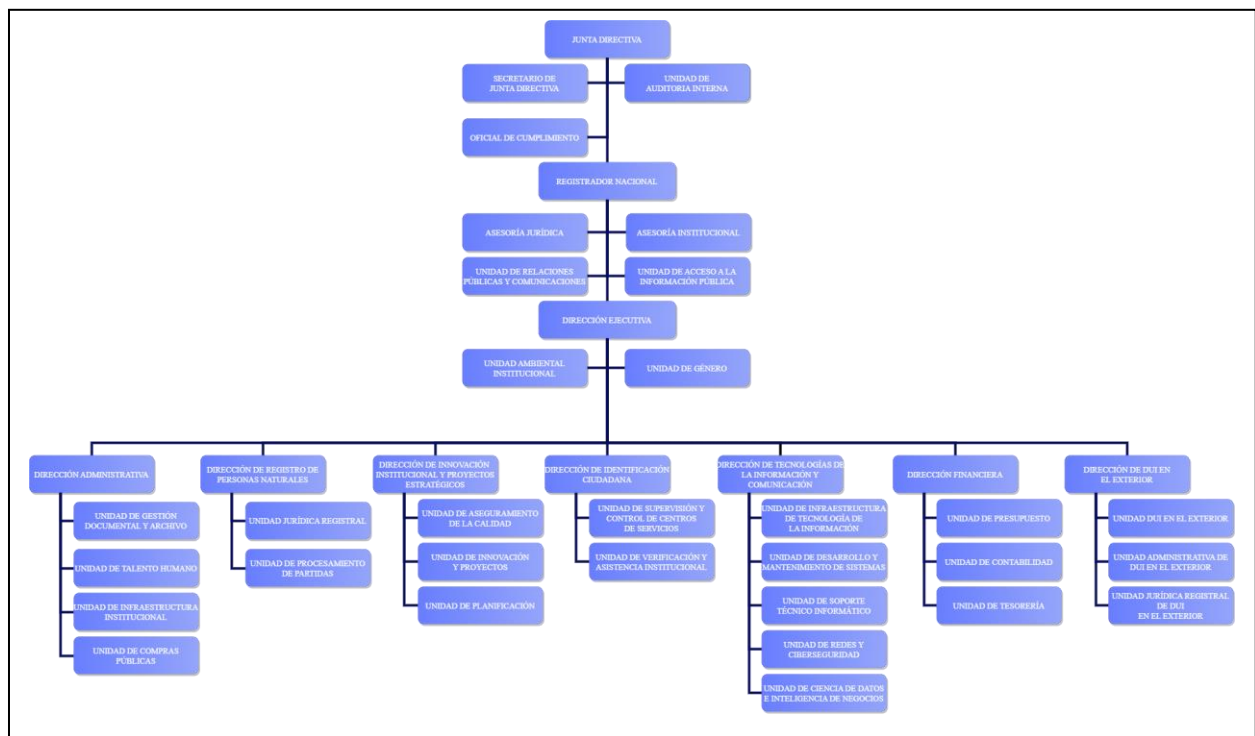 JUNTA DIRECTIVA
SECRETARIO DE
JUNTA DIRECTIVA
UNIDAD DE
AUDITORIA INTERNA
OFICIAL DE CUMPLIMIENTO
REGISTRADOR NACIONAL
ASESORÍA JURÍDICA
ASESORÍA INSTITUCIONAL
UNIDAD DE RELACIONES
PÚBLICAS Y COMUNICACIONES
UNIDAD DE ACCESO A LA
INFORMACIÓN PÚBLICA
DIRECCIÓN EJECUTIVA
UNIDAD AMBIENTAL
INSTITUCIONAL
UNIDAD DE GÉNERO
DIRECCIÓN ADMINISTRATIVA
UNIDAD DE GESTIÓN
DOCUMENTAL Y ARCHIVO
UNIDAD DE TALENTO HUMANO
UNIDAD DE INFRAESTRUCTURA
INSTITUCIONAL
UNIDAD DE COMPRAS
PÚBLICAS
DIRECCIÓN DE REGISTRO DE
PERSONAS NATURALES
UNIDAD JURÍDICA REGISTRAL
UNIDAD DE PROCESAMIENTO
DE PARTIDAS
DIRECCIÓN DE INNOVACIÓN
INSTITUCIONAL Y PROYECTOS
ESTRATÉGICOS
UNIDAD DE ASEGURAMIENTO
DE LA CALIDAD
UNIDAD DE INNOVACIÓN
Y PROYECTOS
UNIDAD DE PLANIFICACIÓN
DIRECCIÓN DE IDENTIFICACIÓN
CIUDADANA
UNIDAD DE SUPERVISIÓN Y
CONTROL DE CENTROS
DE SERVICIOS
UNIDAD DE VERIFICACIÓN Y
ASISTENCIA INSTITUCIONAL
DIRECCIÓN DE TECNOLOGÍAS DE
LA INFORMACIÓN Y
COMUNICACIÓN
UNIDAD DE INFRAESTRUCTURA
DE TECNOLOGÍA DE
LA INFORMACIÓN
UNIDAD DE DESARROLLO Y
MANTENIMIENTO DE SISTEMAS
UNIDAD DE SOPORTE
TÉCNICO INFORMÁTICO
UNIDAD DE REDES Y
CIBERSEGURIDAD
UNIDAD DE CIENCIA DE DATOS
E INTELIGENCIA DE NEGOCIOS
DIRECCIÓN FINANCIERA
UNIDAD DE PRESUPUESTO
UNIDAD DE CONTABILIDAD
UNIDAD DE TESORERÍA
DIRECCIÓN DE DUI EN
EL EXTERIOR
UNIDAD DUI EN EL EXTERIOR
UNIDAD ADMINISTRATIVA DE
DUI EN EL EXTERIOR
UNIDAD JURÍDICA REGISTRAL
DE DUI
EN EL EXTERIOR